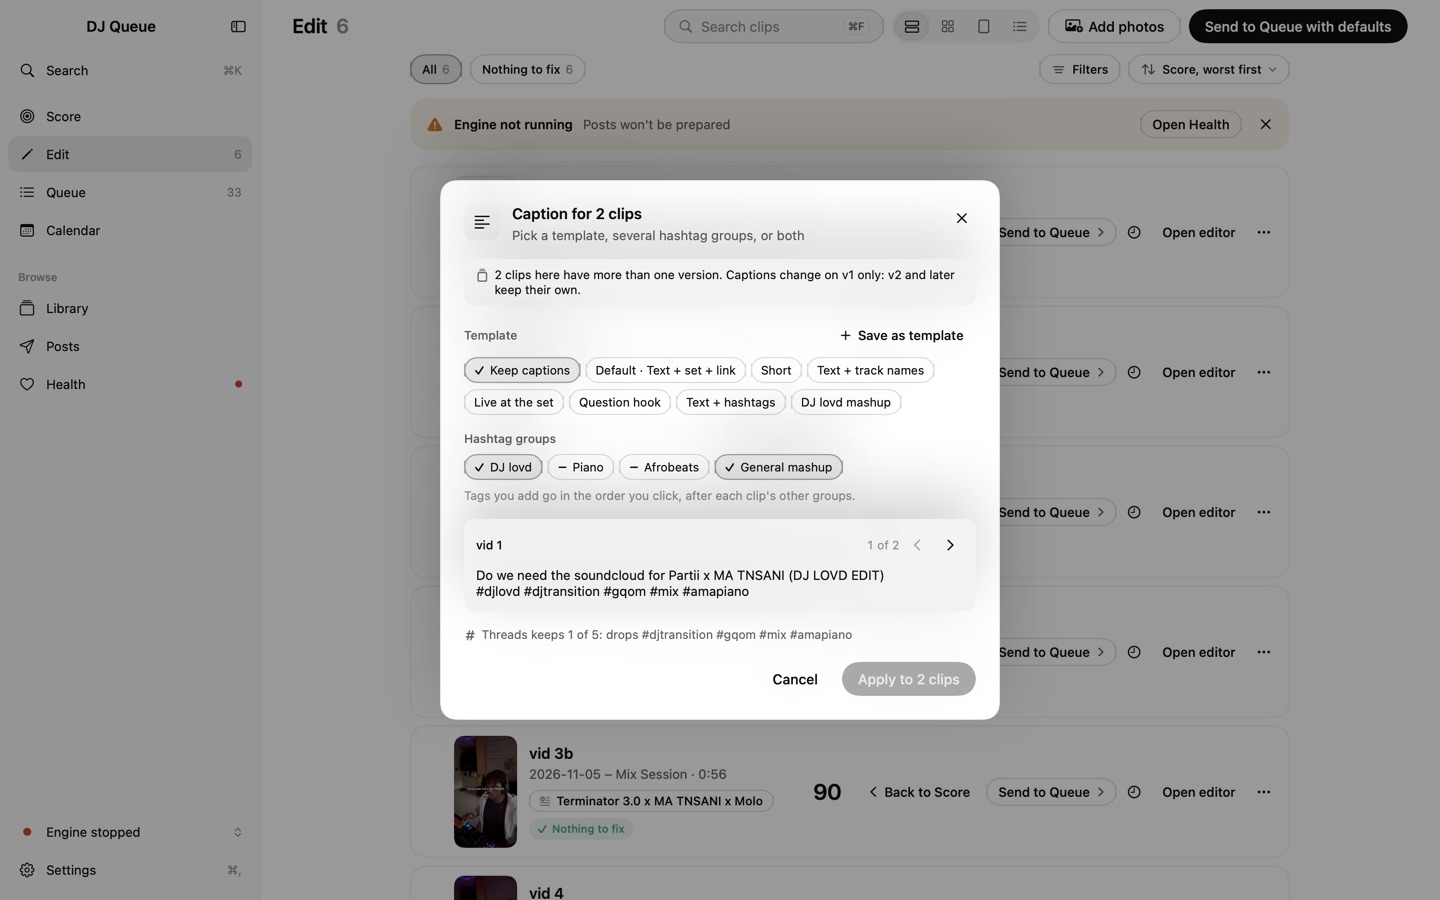 DJ Queue
Search ⌘K
Score
Edit 6
Queue 33
Calendar
Browse
Library
Posts
Health
Engine stopped
Settings ⌘,
Edit 6
Search clips ⌘F
Add photos
Send to Queue with defaults
All 6
Nothing to fix 6
Filters
Score, worst first
Engine not running Posts won't be prepared
Open Health
Send to Queue
Open editor
Send to Queue
Open editor
Send to Queue
Open editor
Send to Queue
Open editor
Caption for 2 clips
Pick a template, several hashtag groups, or both
2 clips here have more than one version. Captions change on v1 only: v2 and later
keep their own.
Template
+ Save as template
Keep captions
Default · Text + set + link
Short
Text + track names
Live at the set
Question hook
Text + hashtags
DJ lovd mashup
Hashtag groups
DJ lovd
Piano
Afrobeats
General mashup
Tags you add go in the order you click, after each clip's other groups.
vid 1
1 of 2
Do we need the soundcloud for Partii x MA TNSANI (DJ LOVD EDIT)
#djlovd #djtransition #gqom #mix #amapiano
# Threads keeps 1 of 5: drops #djtransition #gqom #mix #amapiano
Cancel
Apply to 2 clips
vid 3b
2026-11-05 – Mix Session · 0:56
Terminator 3.0 x MA TNSANI x Molo
Nothing to fix
90
Back to Score
Send to Queue
Open editor
vid 4